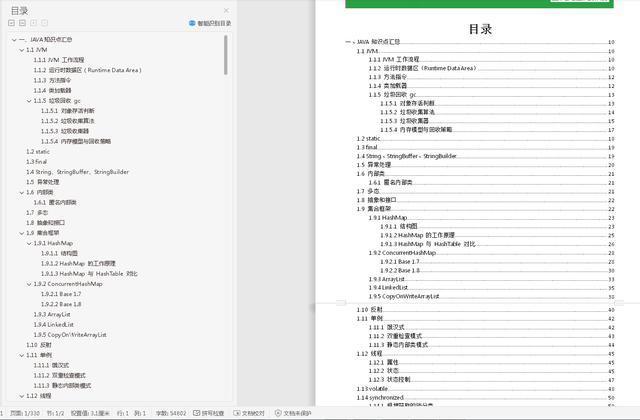 目录
智能识别目录
一、JAVA 知识点汇总
1.1 JVM
1.1.1 JVM 工作流程
1.1.2 运行时数据区（Runtime Data Area）
1.1.3 方法指令
1.1.4 类加载器
1.1.5 垃圾回收 gc
1.1.5.1 对象存活判断
1.1.5.2 垃圾收集算法
1.1.5.3 垃圾收集器
1.1.5.4 内存模型与回收策略
1.2 static
1.3 final
1.4 String、StringBuffer、StringBuilder
1.5 异常处理
1.6 内部类
1.6.1 匿名内部类
1.7 多态
1.8 抽象和接口
1.9 集合框架
1.9.1 HashMap
1.9.1.1 结构图
1.9.1.2 HashMap 的工作原理
1.9.1.3 HashMap 与 HashTable 对比
1.9.2 ConcurrentHashMap
1.9.2.1 Base 1.7
1.9.2.2 Base 1.8
1.9.3 ArrayList
1.9.4 LinkedList
1.9.5 CopyOnWriteArrayList
1.10 反射
1.11 单例
1.11.1 饿汉式
1.11.2 双重检查模式
1.11.3 静态内部类模式
1.12 线程
目录
一、JAVA 知识点汇总 10
1.1 JVM 10
1.1.1 JVM 工作流程 10
1.1.2 运行时数据区（Runtime Data Area） 10
1.1.3 方法指令 12
1.1.4 类加载器 12
1.1.5 垃圾回收 gc 13
1.1.5.1 对象存活判断 13
1.1.5.2 垃圾收集算法 14
1.1.5.3 垃圾收集器 15
1.1.5.4 内存模型与回收策略 17
1.2 static 18
1.3 final 19
1.4 String、StringBuffer、StringBuilder 19
1.5 异常处理 20
1.6 内部类 21
1.6.1 匿名内部类 21
1.7 多态 21
1.8 抽象和接口 22
1.9 集合框架 22
1.9.1 HashMap 23
1.9.1.1 结构图 23
1.9.1.2 HashMap 的工作原理 25
1.9.1.3 HashMap 与 HashTable 对比 26
1.9.2 ConcurrentHashMap 28
1.9.2.1 Base 1.7 28
1.9.2.2 Base 1.8 30
1.9.3 ArrayList 33
1.9.4 LinkedList 35
1.9.5 CopyOnWriteArrayList 38
1.10 反射 40
1.11 单例 42
1.11.1 饿汉式 42
1.11.2 双重检查模式 43
1.11.3 静态内部类模式 44
1.12 线程 45
1.12.1 属性 45
1.12.2 状态 45
1.12.3 状态控制 47
1.13 volatile 48
1.14 synchronized 50
页面: 1/330 节: 1/2 设置值: 3.1厘米 行: 1 列: 1 字数: 54802 拼写检查 文档校对 文档未保护